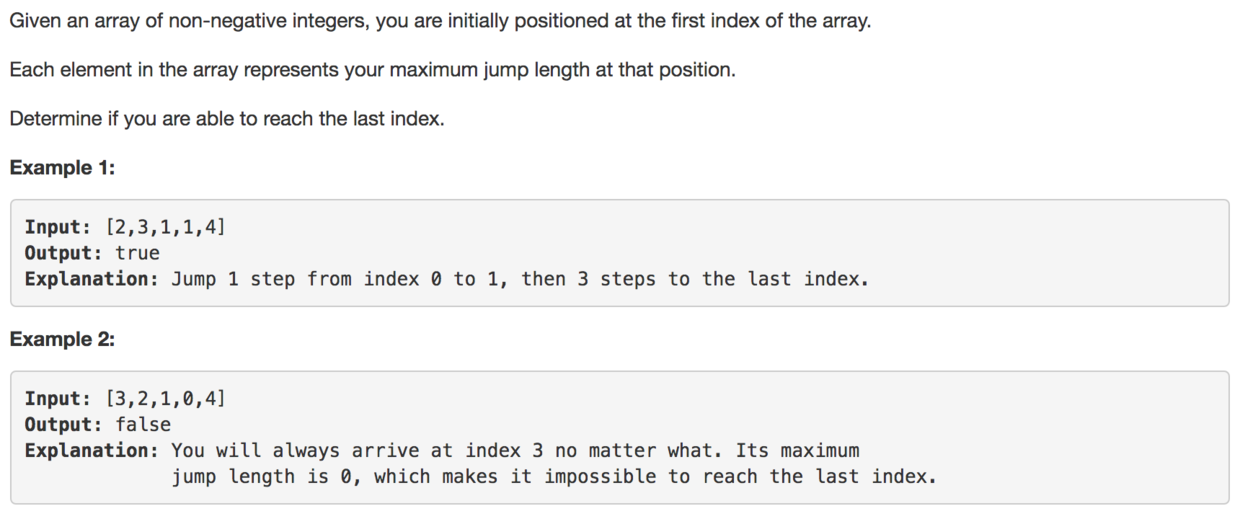 Given an array of non-negative integers, you are initially positioned at the first index of the array.
Each element in the array represents your maximum jump length at that position.
Determine if you are able to reach the last index.
Example 1:
Input: [2,3,1,1,4]
Output: true
Explanation: Jump 1 step from index 0 to 1, then 3 steps to the last index.
Example 2:
Input: [3,2,1,0,4]
Output: false
Explanation: You will always arrive at index 3 no matter what. Its maximum
jump length is 0, which makes it impossible to reach the last index.